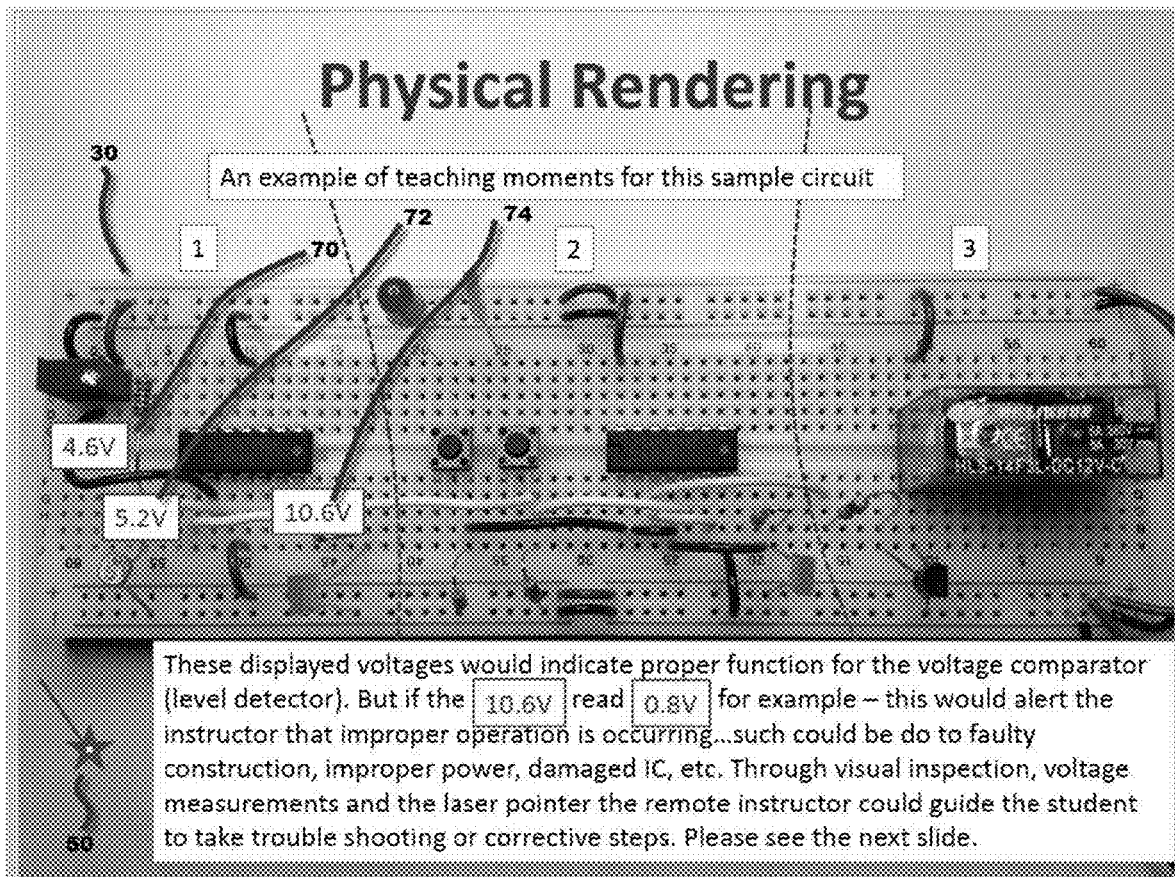 Physical Rendering
30
An example of teaching moments for this sample circuit
72
74
1
70
2
3
4.6V
5.2V
10.6V
These displayed voltages would indicate proper function for the voltage comparator
(level detector). But if the 10.6V read 0.8V for example – this would alert the
instructor that improper operation is occurring...such could be do to faulty
construction, improper power, damaged IC, etc. Through visual inspection, voltage
measurements and the laser pointer the remote instructor could guide the student
to take trouble shooting or corrective steps. Please see the next slide.
60